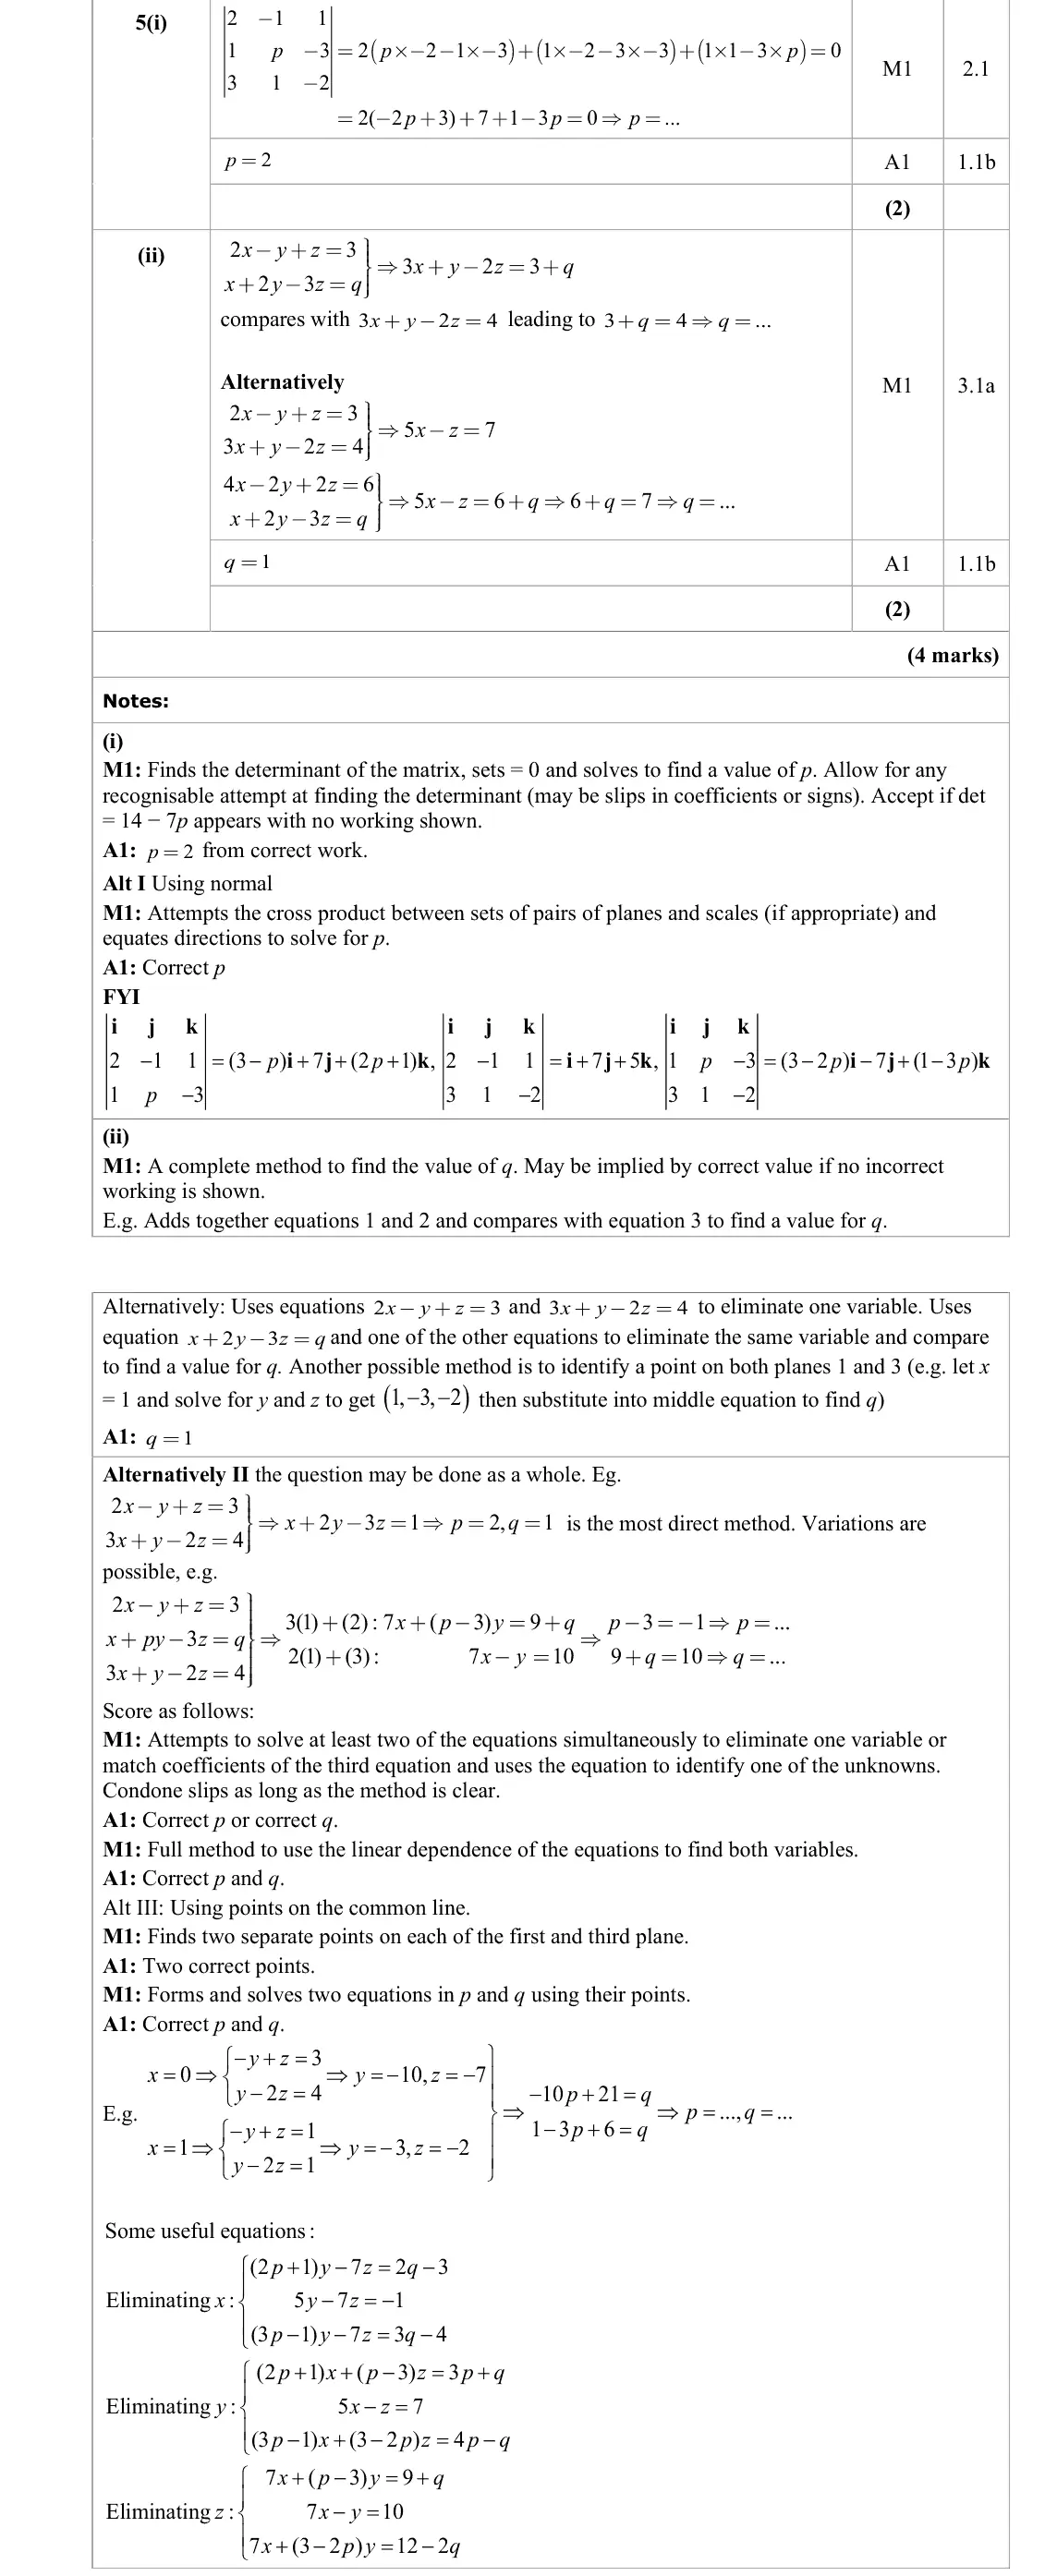 5(i)
|2 −1 1|
|1 p −3| = 2(p×−2−1×−3)+(1×−2−3×−3)+(1×1−3×p)=0
|3 1 −2|
M1 2.1
= 2(−2p+3)+7+1−3p=0⇒ p=...
p=2 A1 1.1b
(2)
(ii)
2x−y+z=3
x+2y−3z=q} ⇒3x+y−2z=3+q
compares with 3x+y−2z=4 leading to 3+q=4⇒q=...
Alternatively
M1 3.1a
2x−y+z=3
3x+y−2z=4} ⇒5x−z=7
4x−2y+2z=6
x+2y−3z=q} ⇒5x−z=6+q⇒6+q=7⇒q=...
q=1 A1 1.1b
(2)
(4 marks)
Notes:
(i)
M1: Finds the determinant of the matrix, sets = 0 and solves to find a value of p. Allow for any
recognisable attempt at finding the determinant (may be slips in coefficients or signs). Accept if det
= 14 − 7p appears with no working shown.
A1: p=2 from correct work.
Alt I Using normal
M1: Attempts the cross product between sets of pairs of planes and scales (if appropriate) and
equates directions to solve for p.
A1: Correct p
FYI
|i j k| |i j k| |i j k|
|2 −1 1| =(3−p)i+7j+(2p+1)k, |2 −1 1| =i+7j+5k, |1 p −3| =(3−2p)i−7j+(1−3p)k
|1 p −3| |3 1 −2| |3 1 −2|
(ii)
M1: A complete method to find the value of q. May be implied by correct value if no incorrect
working is shown.
E.g. Adds together equations 1 and 2 and compares with equation 3 to find a value for q.
Alternatively: Uses equations 2x−y+z=3 and 3x+y−2z=4 to eliminate one variable. Uses
equation x+2y−3z=q and one of the other equations to eliminate the same variable and compare
to find a value for q. Another possible method is to identify a point on both planes 1 and 3 (e.g. let x
= 1 and solve for y and z to get (1,−3,−2) then substitute into middle equation to find q)
A1: q=1
Alternatively II the question may be done as a whole. Eg.
2x−y+z=3
3x+y−2z=4} ⇒x+2y−3z=1⇒ p=2,q=1 is the most direct method. Variations are
possible, e.g.
2x−y+z=3
x+py−3z=q
3x+y−2z=4} ⇒
3(1)+(2): 7x+(p−3)y=9+q
2(1)+(3): 7x−y=10
⇒
p−3=−1⇒ p=...
9+q=10⇒q=...
Score as follows:
M1: Attempts to solve at least two of the equations simultaneously to eliminate one variable or
match coefficients of the third equation and uses the equation to identify one of the unknowns.
Condone slips as long as the method is clear.
A1: Correct p or correct q.
M1: Full method to use the linear dependence of the equations to find both variables.
A1: Correct p and q.
Alt III: Using points on the common line.
M1: Finds two separate points on each of the first and third plane.
A1: Two correct points.
M1: Forms and solves two equations in p and q using their points.
A1: Correct p and q.
E.g.
x=0⇒{−y+z=3
y−2z=4 ⇒y=−10,z=−7
x=1⇒{−y+z=1
y−2z=1 ⇒y=−3,z=−2
} ⇒
−10p+21=q
1−3p+6=q
⇒p=...,q=...
Some useful equations:
(2p+1)y−7z=2q−3
Eliminating x:{ 5y−7z=−1
(3p−1)y−7z=3q−4
(2p+1)x+(p−3)z=3p+q
Eliminating y:{ 5x−z=7
(3p−1)x+(3−2p)z=4p−q
7x+(p−3)y=9+q
Eliminating z:{ 7x−y=10
7x+(3−2p)y=12−2q